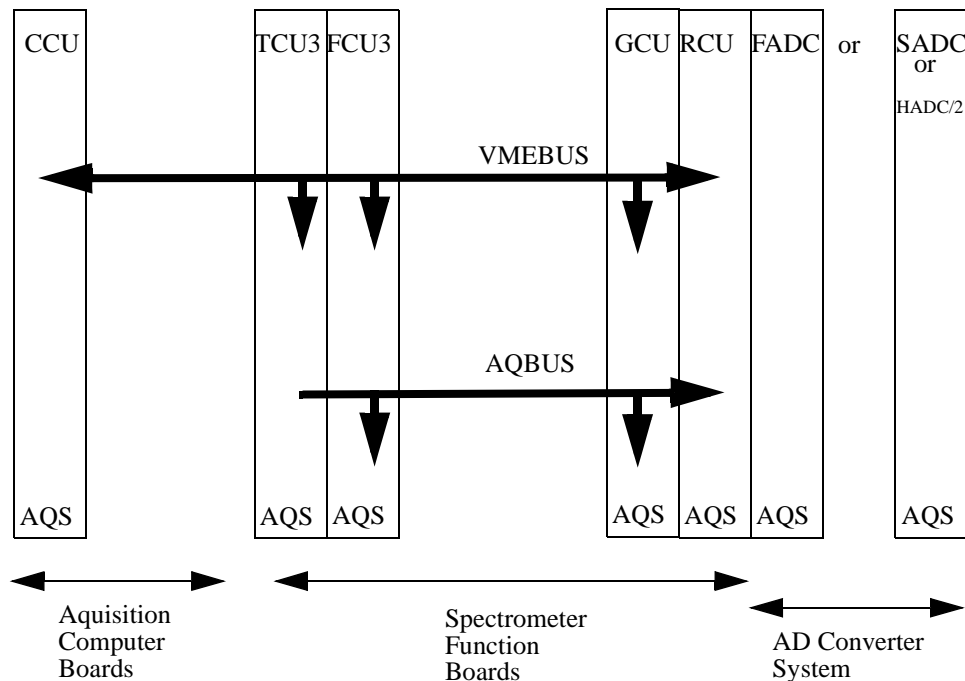 CCU
TCU3
FCU3
GCU
RCU
FADC
or
SADC
or
HADC/2
VMEBUS
AQBUS
AQS
AQS
AQS
AQS
AQS
AQS
AQS
Aquisition
Computer
Boards
Spectrometer
Function
Boards
AD Converter
System